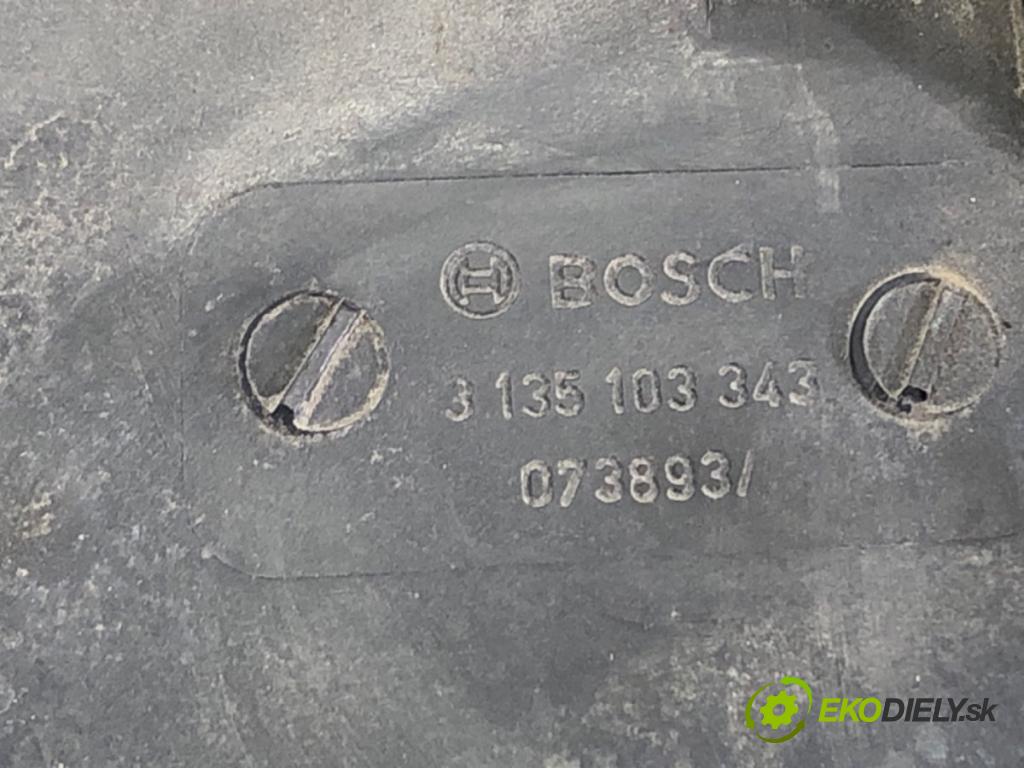 BOSCH
3 135 103 343
073893/
EKODIELY.sk